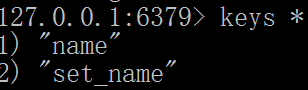 127.0.0.1:6379> keys *
1) "name"
2) "set_name"